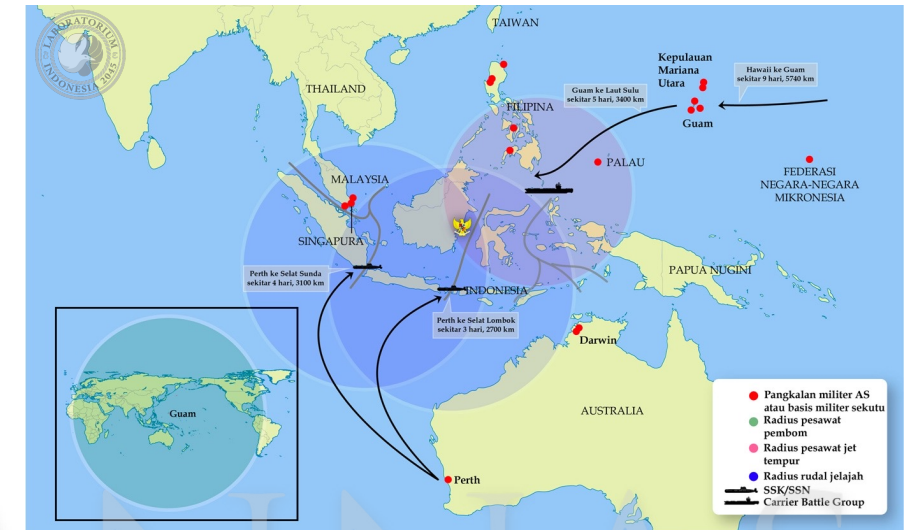 LABORATORIUM
INDONESIA 2045
TAIWAN
THAILAND
FILIPINA
Kepulauan
Mariana
Utara
Guam
Hawaii ke Guam
sekitar 9 hari, 5740 km
Guam ke Laut Sulu
sekitar 5 hari, 3400 km
PALAU
FEDERASI
NEGARA-NEGARA
MIKRONESIA
MALAYSIA
SINGAPURA
Perth ke Selat Sunda
sekitar 4 hari, 3100 km
INDONESIA
PAPUA NUGINI
Perth ke Selat Lombok
sekitar 3 hari, 2700 km
Darwin
AUSTRALIA
Perth
Guam
Pangkalan militer AS
atau basis militer sekutu
Radius pesawat
pembom
Radius pesawat jet
tempur
Radius rudal jelajah
SSK/SSN
Carrier Battle Group